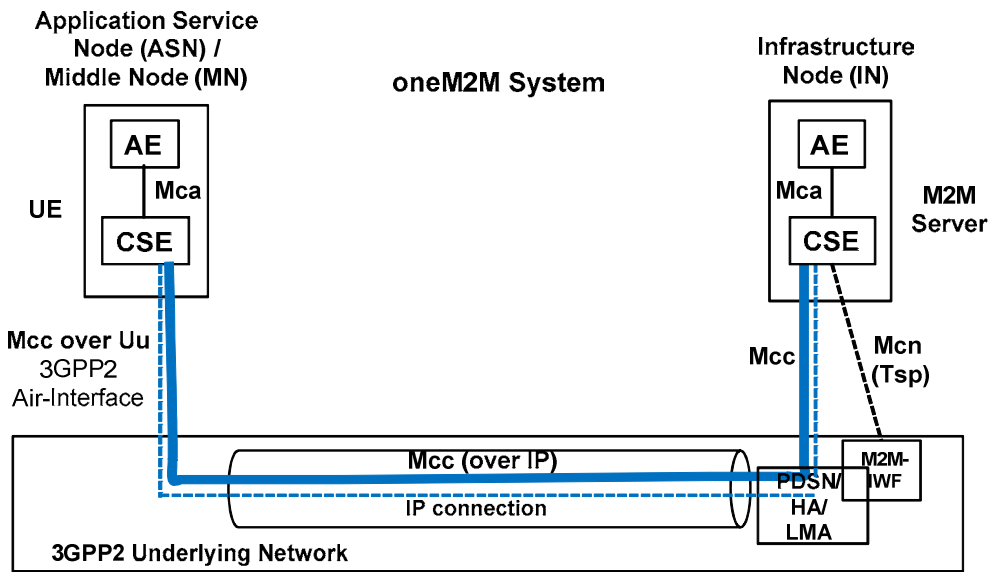 Application Service
Node (ASN) /
Middle Node (MN)
oneM2M System
Infrastructure
Node (IN)
AE
Mca
UE
CSE
AE
Mca
CSE
M2M
Server
Mcc over Uu
3GPP2
Air-Interface
Mcc
Mcn
(Tsp)
Mcc (over IP)
IP connection
M2M-
IWF
PDSN/
HA/
LMA
3GPP2 Underlying Network